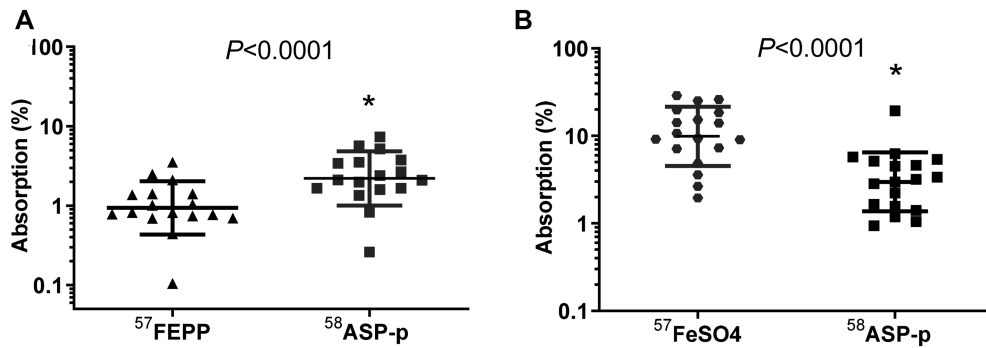 A
P<0.0001
*
Absorption (%)
100
10
1
0.1
57FEPP
58ASP-p
B
P<0.0001
*
Absorption (%)
100
10
1
0.1
57FeSO4
58ASP-p